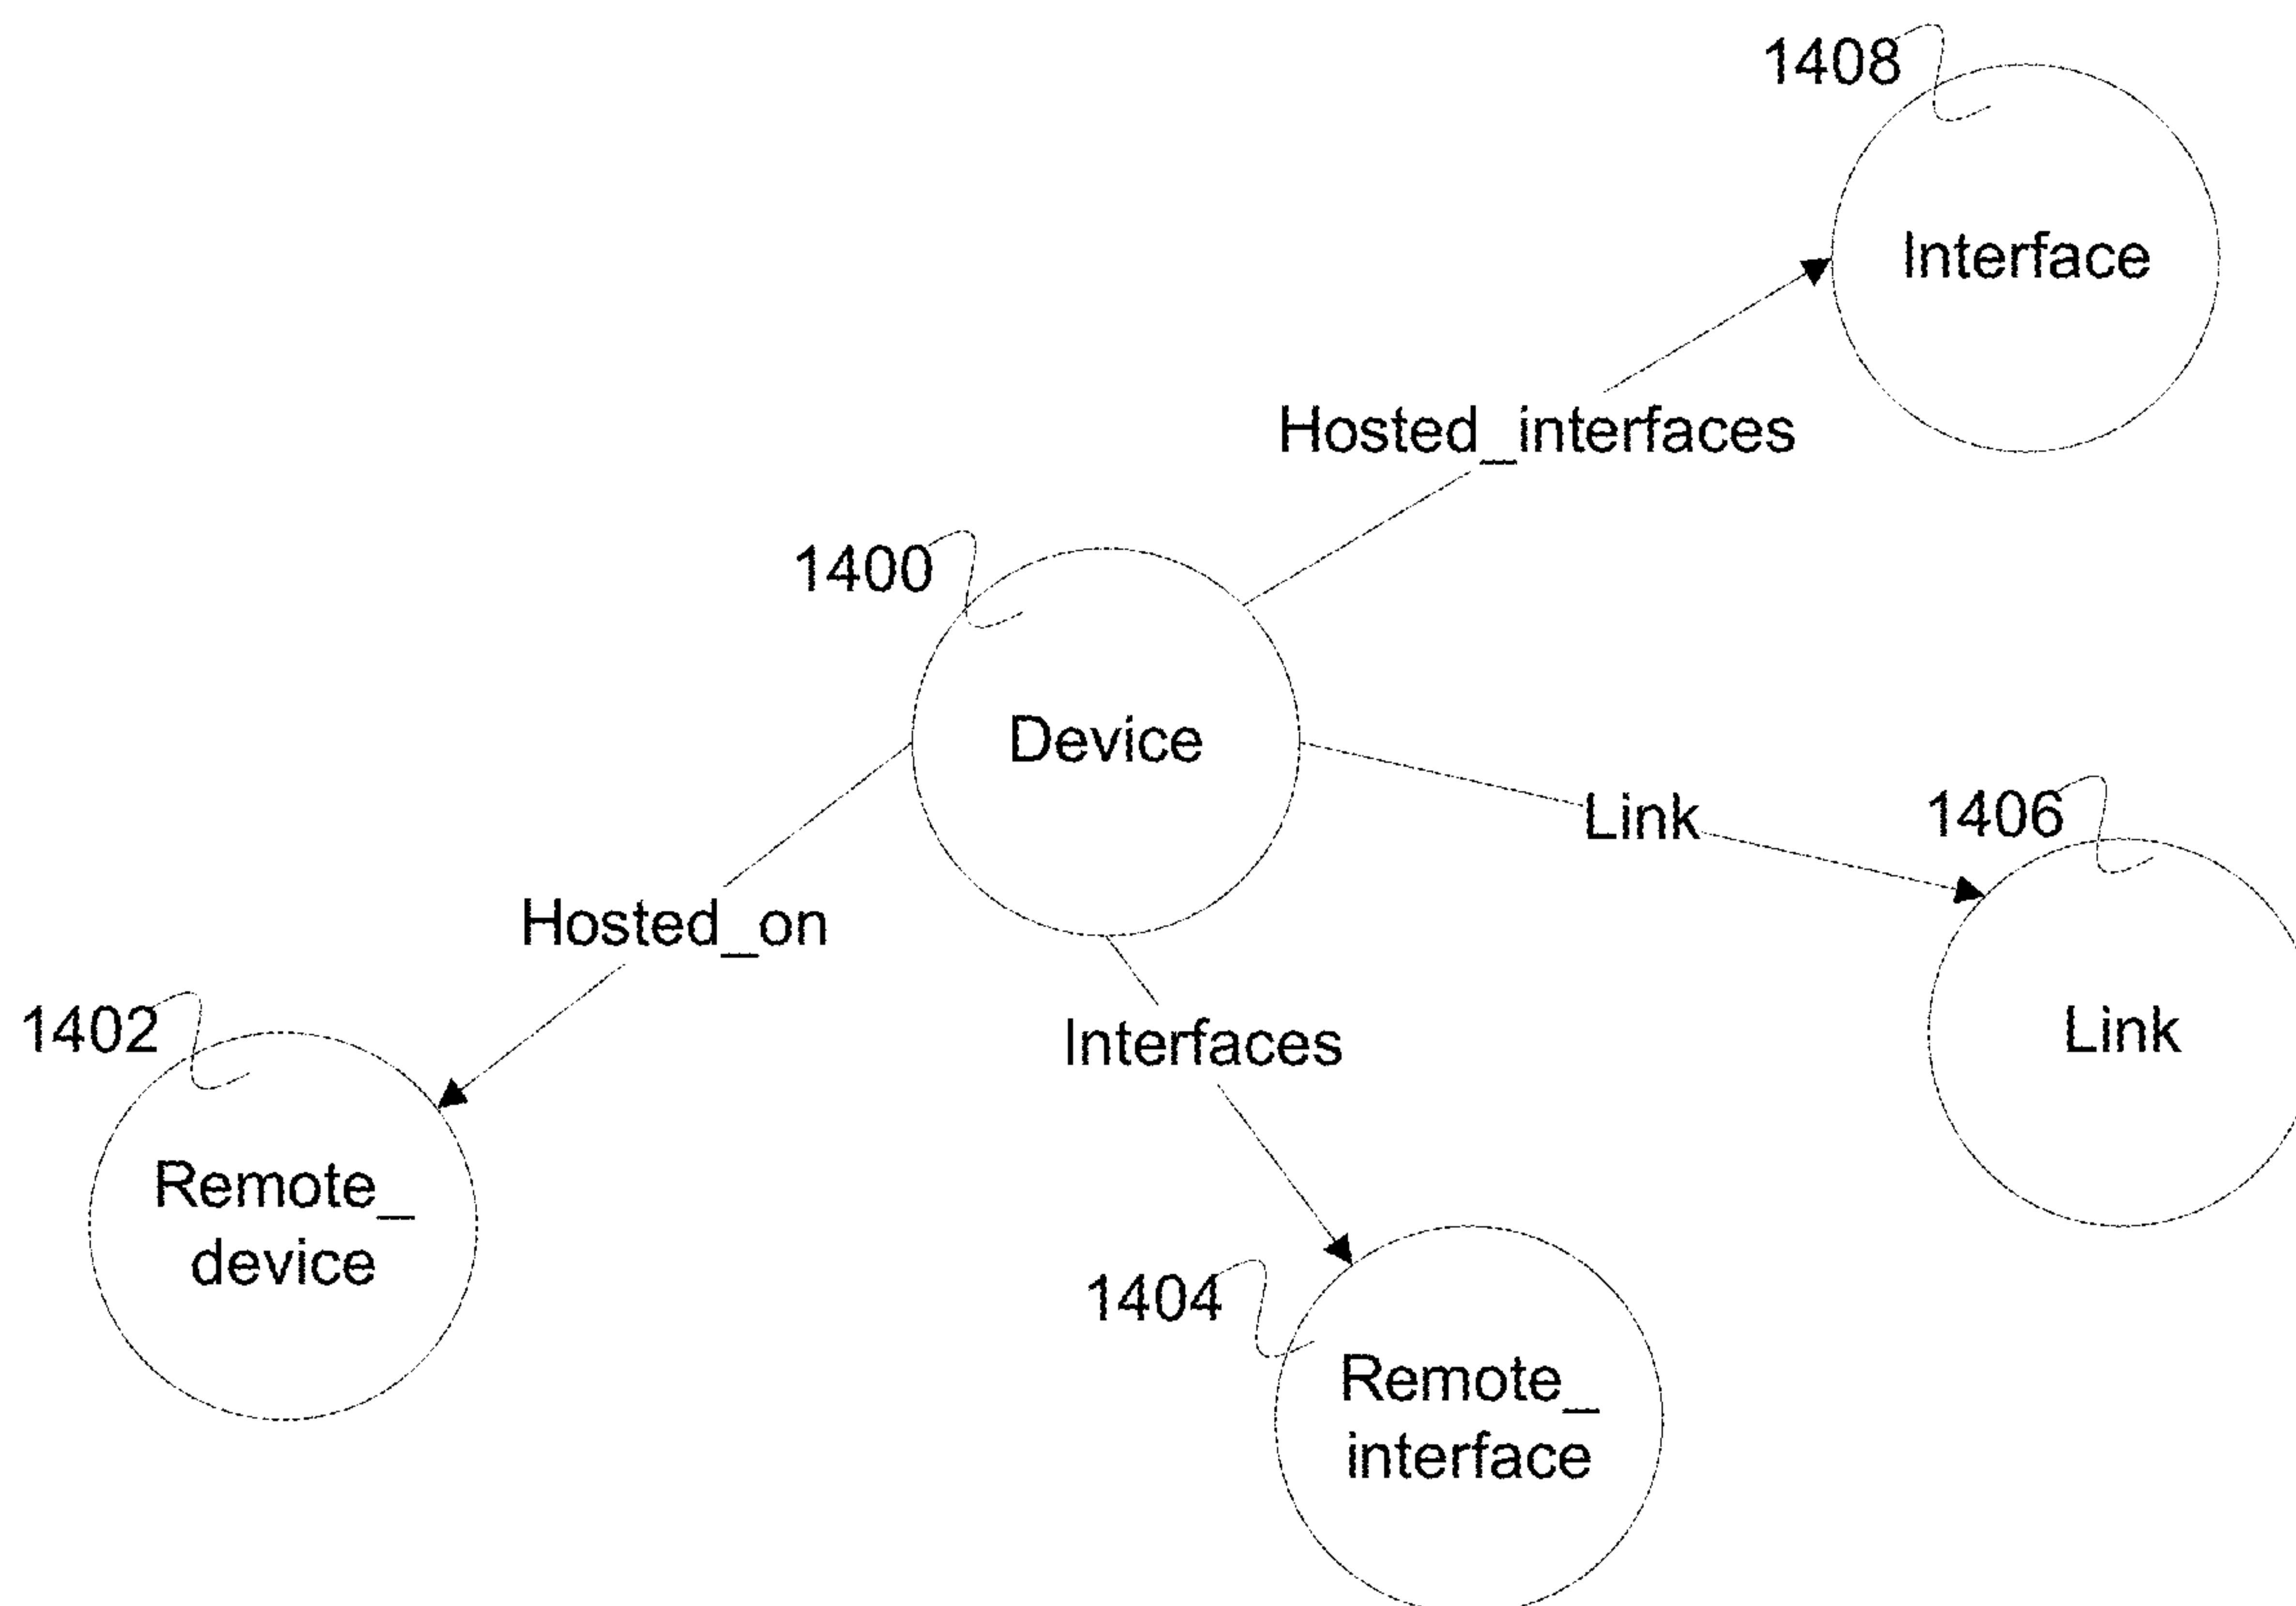 1408
Interface
Hosted_interfaces
1400
Device
Link
1406
Hosted_on
Link
1402
Interfaces
Remote_
device
1404
Remote_
interface